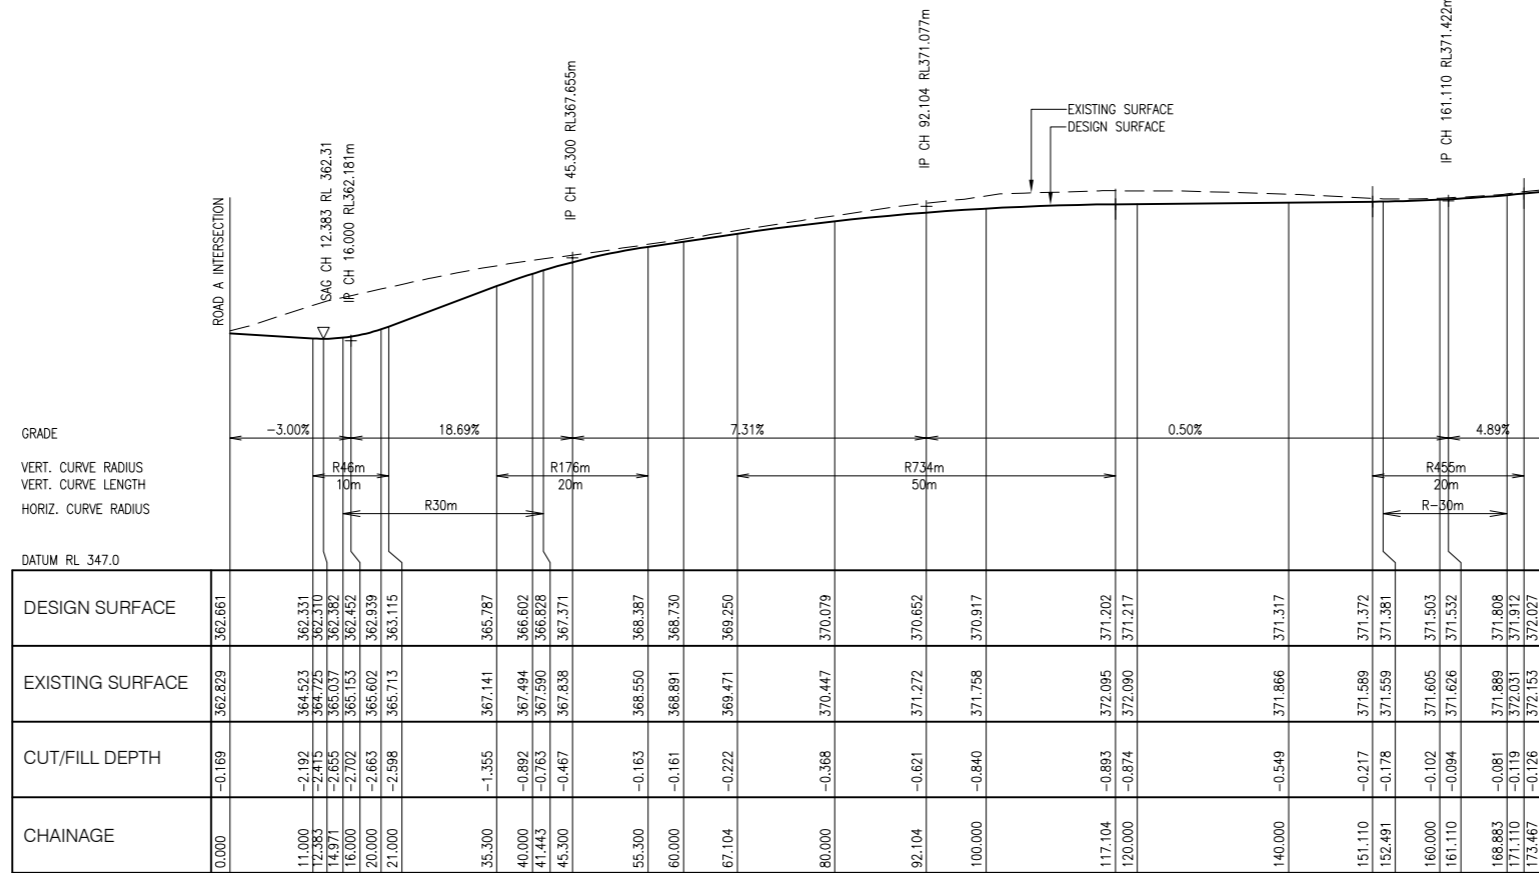 IP CH 161.110 RL371.422m
IP CH 92.104 RL371.077m
IP CH 45.300 RL367.655m
SAG CH 12.383 RL 362.31
IP CH 16.000 RL362.181m
ROAD A INTERSECTION
EXISTING SURFACE
DESIGN SURFACE
GRADE -3.00% 18.69% 7.31% 0.50% 4.89%
VERT. CURVE RADIUS R46m R176m R734m R455m
VERT. CURVE LENGTH 10m 20m 50m 20m
HORIZ. CURVE RADIUS R30m R-30m
DATUM RL 347.0
DESIGN SURFACE 362.661 362.331 362.310 362.382 362.452 362.939 363.115 365.787 366.602 366.828 367.371 368.387 368.730 369.250 370.079 370.652 370.917 371.202 371.217 371.317 371.372 371.381 371.503 371.532 371.808 371.912 372.027
EXISTING SURFACE 362.829 364.523 364.725 365.037 365.153 365.602 365.713 367.141 367.494 367.590 367.838 368.550 368.891 369.471 370.447 371.272 371.758 372.095 372.090 371.866 371.589 371.559 371.605 371.626 371.889 372.031 372.153
CUT/FILL DEPTH -0.169 -2.192 -2.415 -2.655 -2.702 -2.663 -2.598 -1.355 -0.892 -0.763 -0.467 -0.163 -0.161 -0.222 -0.368 -0.621 -0.840 -0.893 -0.874 -0.549 -0.217 -0.178 -0.102 -0.094 -0.081 -0.119 -0.126
CHAINAGE 0.000 11.000 12.383 14.971 16.000 20.000 21.000 35.300 40.000 41.443 45.300 55.300 60.000 67.104 80.000 92.104 100.000 117.104 120.000 140.000 151.110 152.491 160.000 161.110 168.883 171.110 173.467